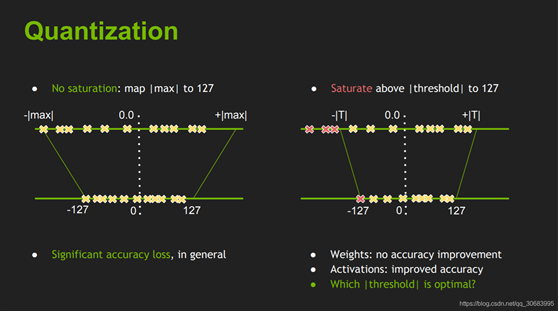 Quantization
● No saturation: map |max| to 127
-|max| 0.0 +|max|
-127 0 127
● Significant accuracy loss, in general
● Saturate above |threshold| to 127
-|T| 0.0 +|T|
-127 0 127
● Weights: no accuracy improvement
● Activations: improved accuracy
● Which |threshold| is optimal?
https://blog.csdn.net/qq_30683995